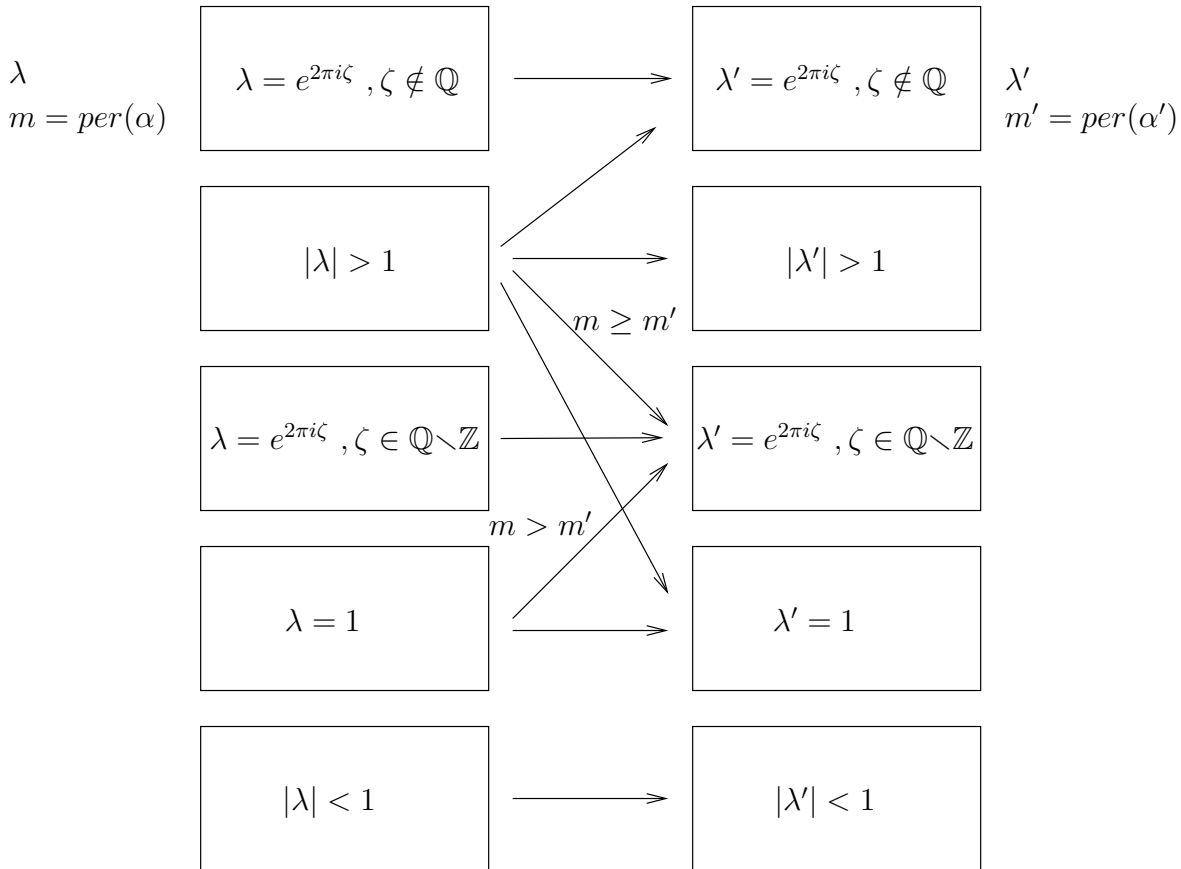 λ
m = per(α)
λ = e^{2πiζ} , ζ ∉ ℚ
λ′ = e^{2πiζ} , ζ ∉ ℚ
λ′
m′ = per(α′)
|λ| > 1
|λ′| > 1
m ≥ m′
λ = e^{2πiζ} , ζ ∈ ℚ∖ℤ
λ′ = e^{2πiζ} , ζ ∈ ℚ∖ℤ
m > m′
λ = 1
λ′ = 1
|λ| < 1
|λ′| < 1